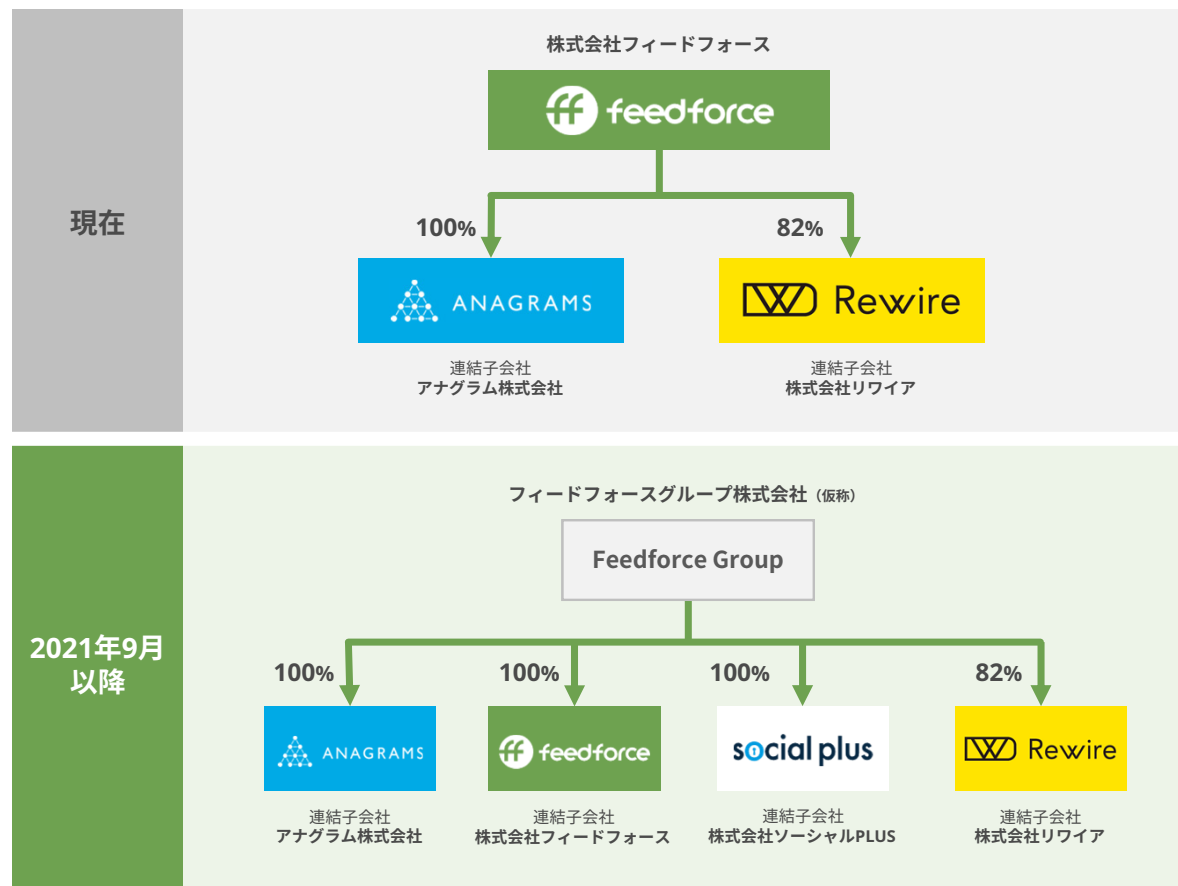 現在
株式会社フィードフォース
ff feedforce
100%
82%
ANAGRAMS
Rewire
連結子会社
アナグラム株式会社
連結子会社
株式会社リワイア
2021年9月
以降
フィードフォースグループ株式会社（仮称）
Feedforce Group
100%
100%
100%
82%
ANAGRAMS
ff feedforce
social plus
Rewire
連結子会社
アナグラム株式会社
連結子会社
株式会社フィードフォース
連結子会社
株式会社ソーシャルPLUS
連結子会社
株式会社リワイア